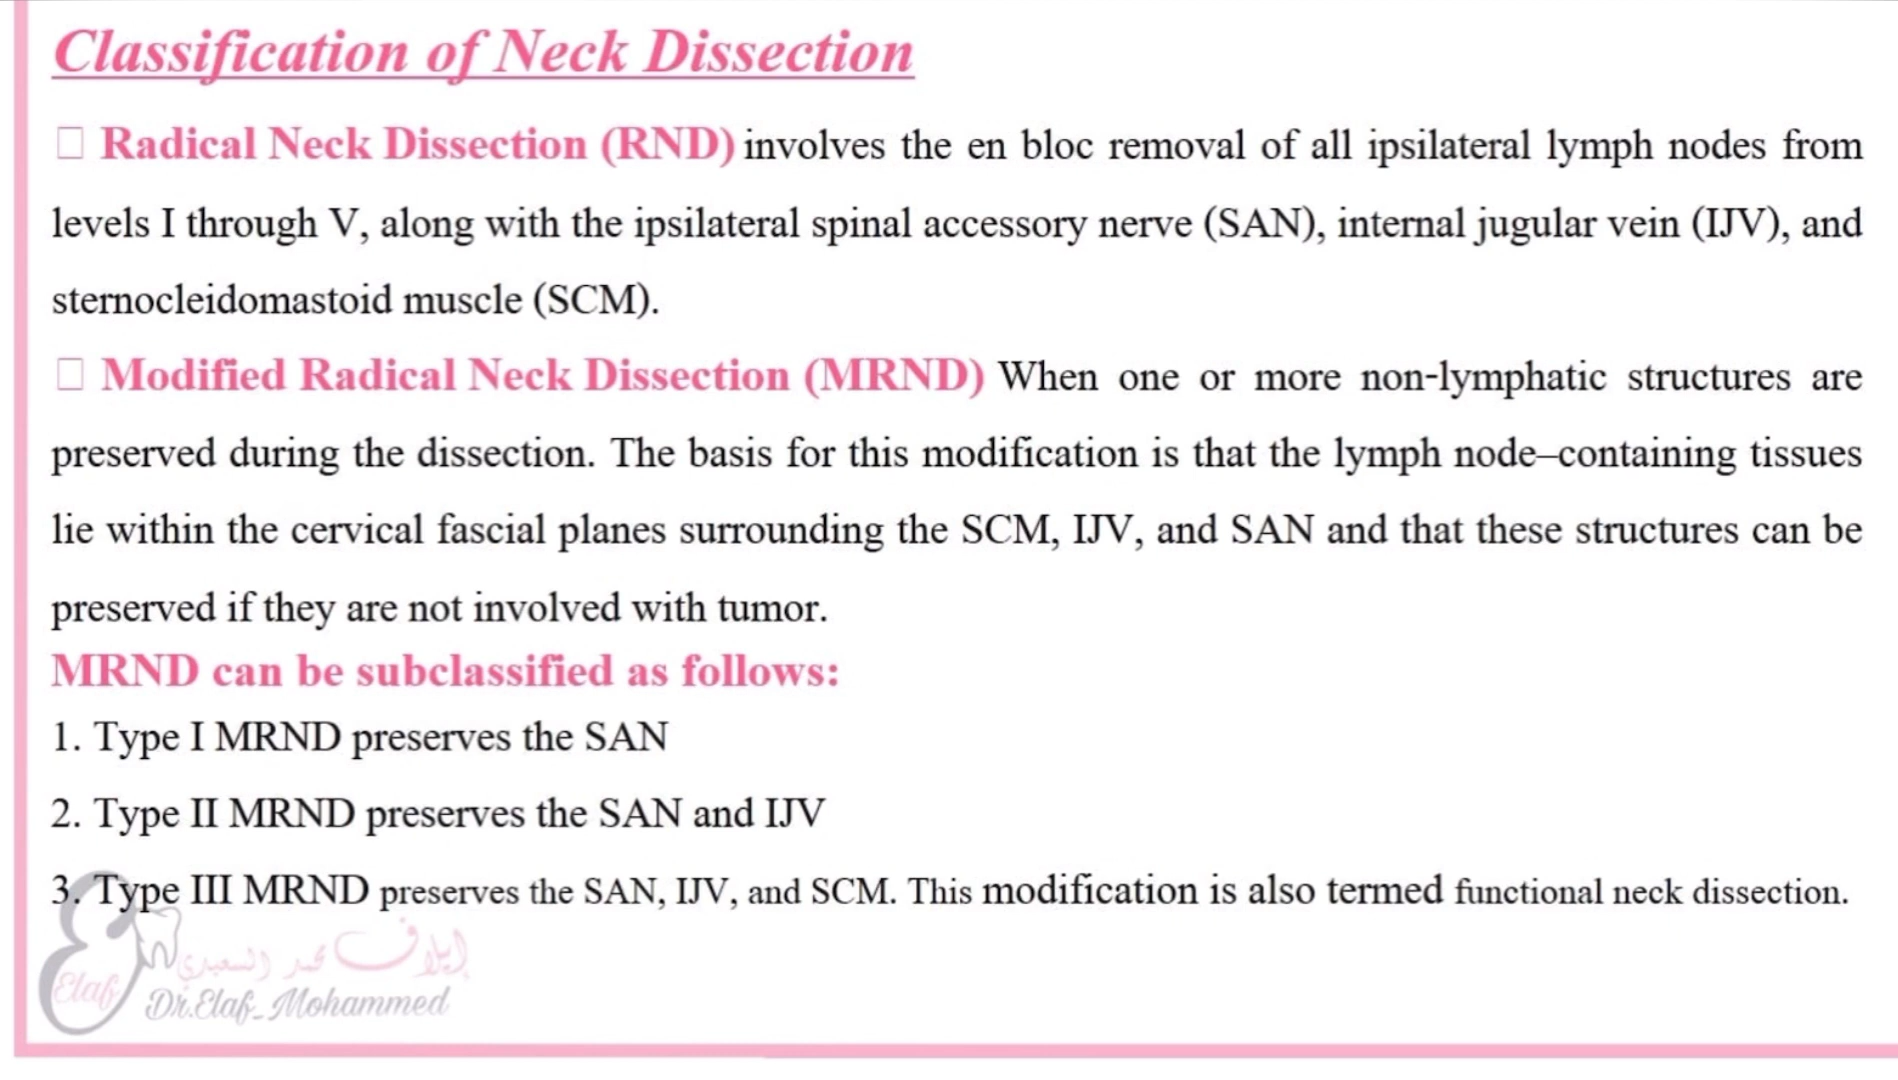 Classification of Neck Dissection
Radical Neck Dissection (RND) involves the en bloc removal of all ipsilateral lymph nodes from
levels I through V, along with the ipsilateral spinal accessory nerve (SAN), internal jugular vein (IJV), and
sternocleidomastoid muscle (SCM).
Modified Radical Neck Dissection (MRND) When one or more non-lymphatic structures are
preserved during the dissection. The basis for this modification is that the lymph node–containing tissues
lie within the cervical fascial planes surrounding the SCM, IJV, and SAN and that these structures can be
preserved if they are not involved with tumor.
MRND can be subclassified as follows:
1. Type I MRND preserves the SAN
2. Type II MRND preserves the SAN and IJV
3. Type III MRND preserves the SAN, IJV, and SCM. This modification is also termed functional neck dissection.
إيلاف محمد السعيدي
Elaf
Dr.Elaf_Mohammed